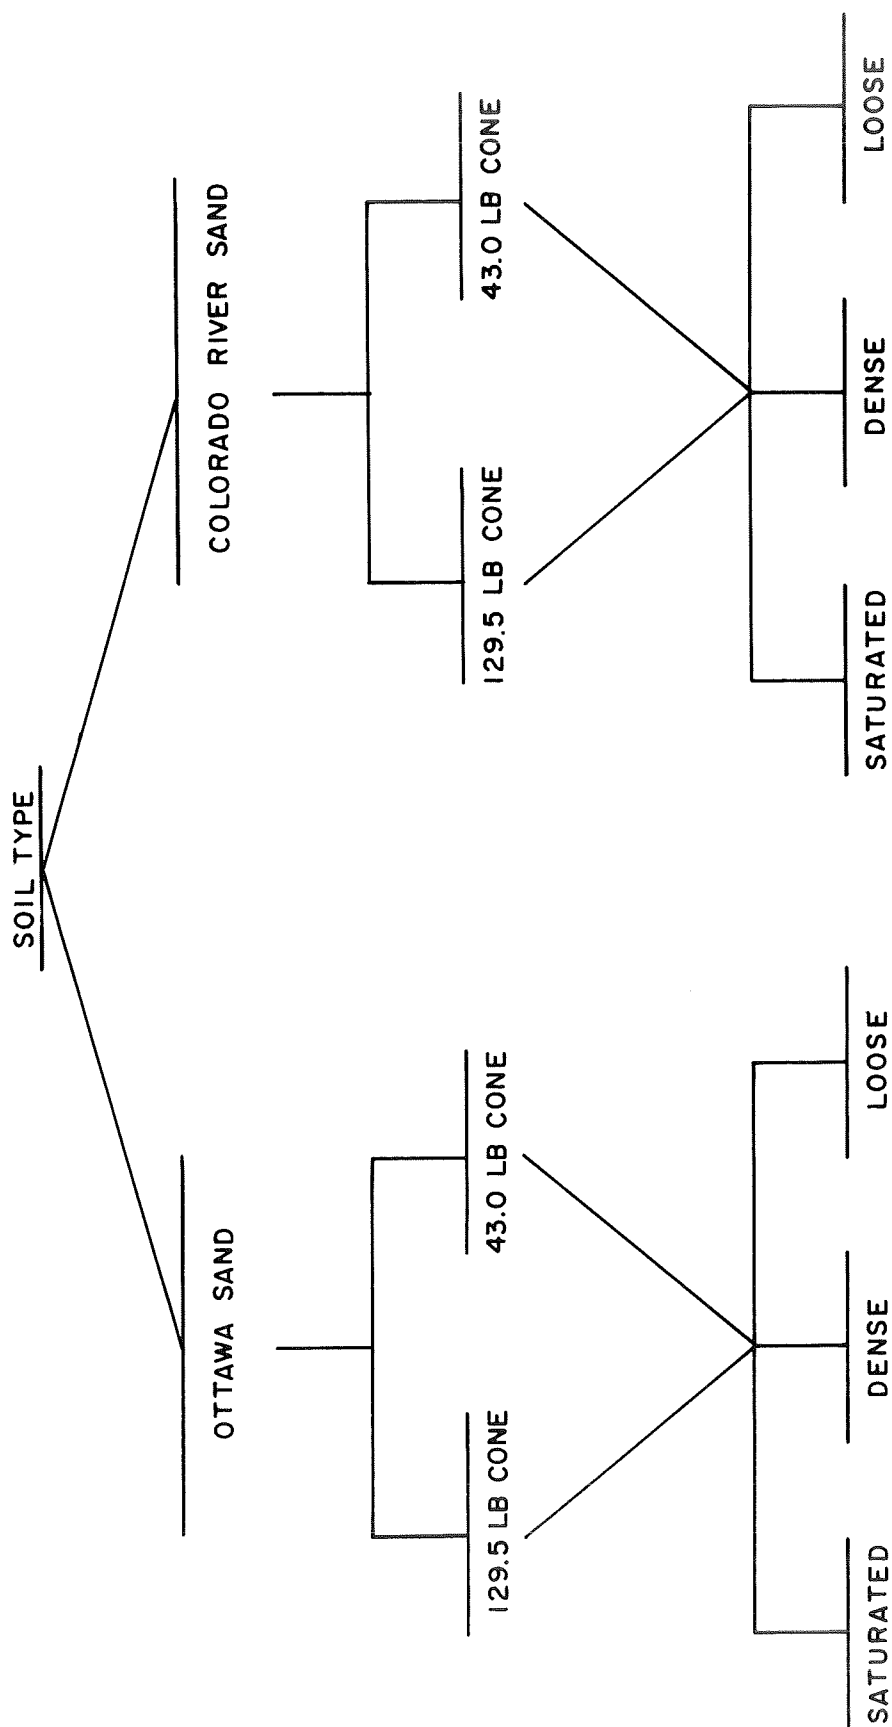 SOIL TYPE
OTTAWA SAND
COLORADO RIVER SAND
129.5 LB CONE
43.0 LB CONE
129.5 LB CONE
43.0 LB CONE
SATURATED
DENSE
LOOSE
SATURATED
DENSE
LOOSE